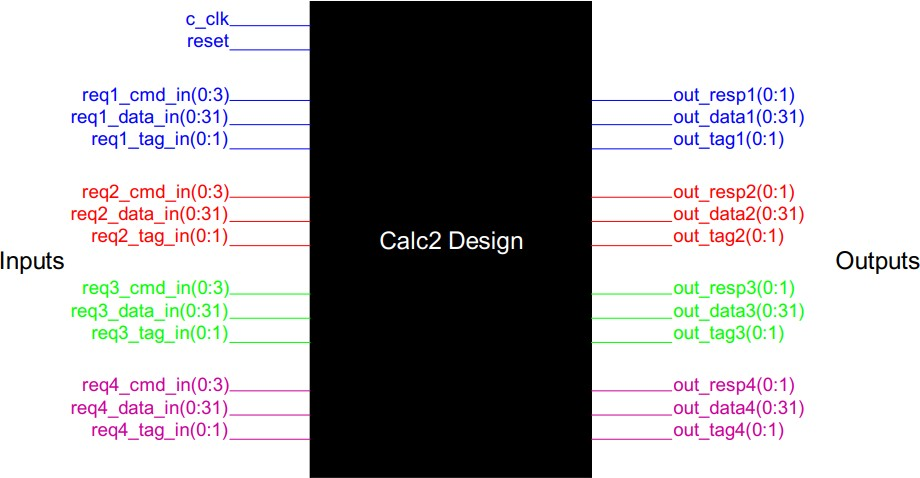 c_clk
reset
req1_cmd_in(0:3)
out_resp1(0:1)
req1_data_in(0:31)
out_data1(0:31)
req1_tag_in(0:1)
out_tag1(0:1)
req2_cmd_in(0:3)
out_resp2(0:1)
req2_data_in(0:31)
out_data2(0:31)
req2_tag_in(0:1)
out_tag2(0:1)
Calc2 Design
Inputs
Outputs
req3_cmd_in(0:3)
out_resp3(0:1)
req3_data_in(0:31)
out_data3(0:31)
req3_tag_in(0:1)
out_tag3(0:1)
req4_cmd_in(0:3)
out_resp4(0:1)
req4_data_in(0:31)
out_data4(0:31)
req4_tag_in(0:1)
out_tag4(0:1)